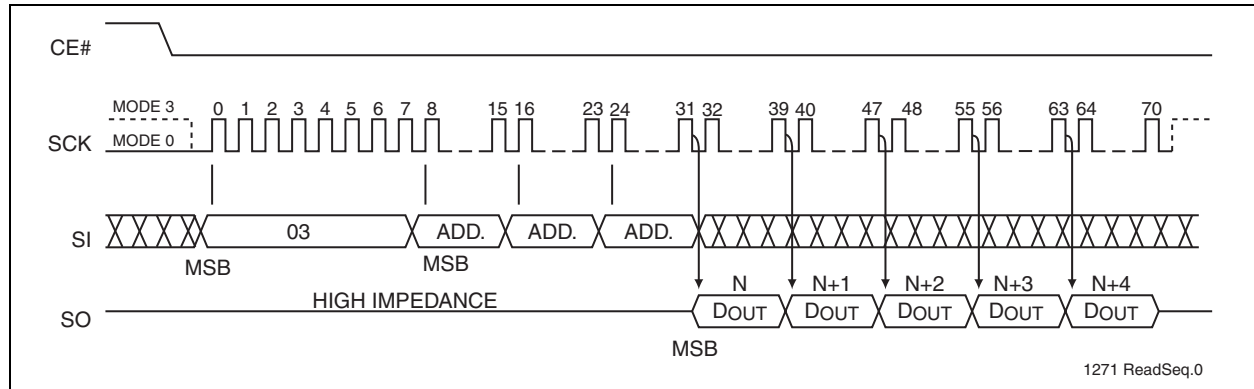 CE#
MODE 3
0 1 2 3 4 5 6 7 8 15 16 23 24 31 32 39 40 47 48 55 56 63 64 70
SCK
MODE 0
SI
03 ADD. ADD. ADD.
MSB MSB
N N+1 N+2 N+3 N+4
HIGH IMPEDANCE
SO
DOUT DOUT DOUT DOUT DOUT
MSB
1271 ReadSeq.0